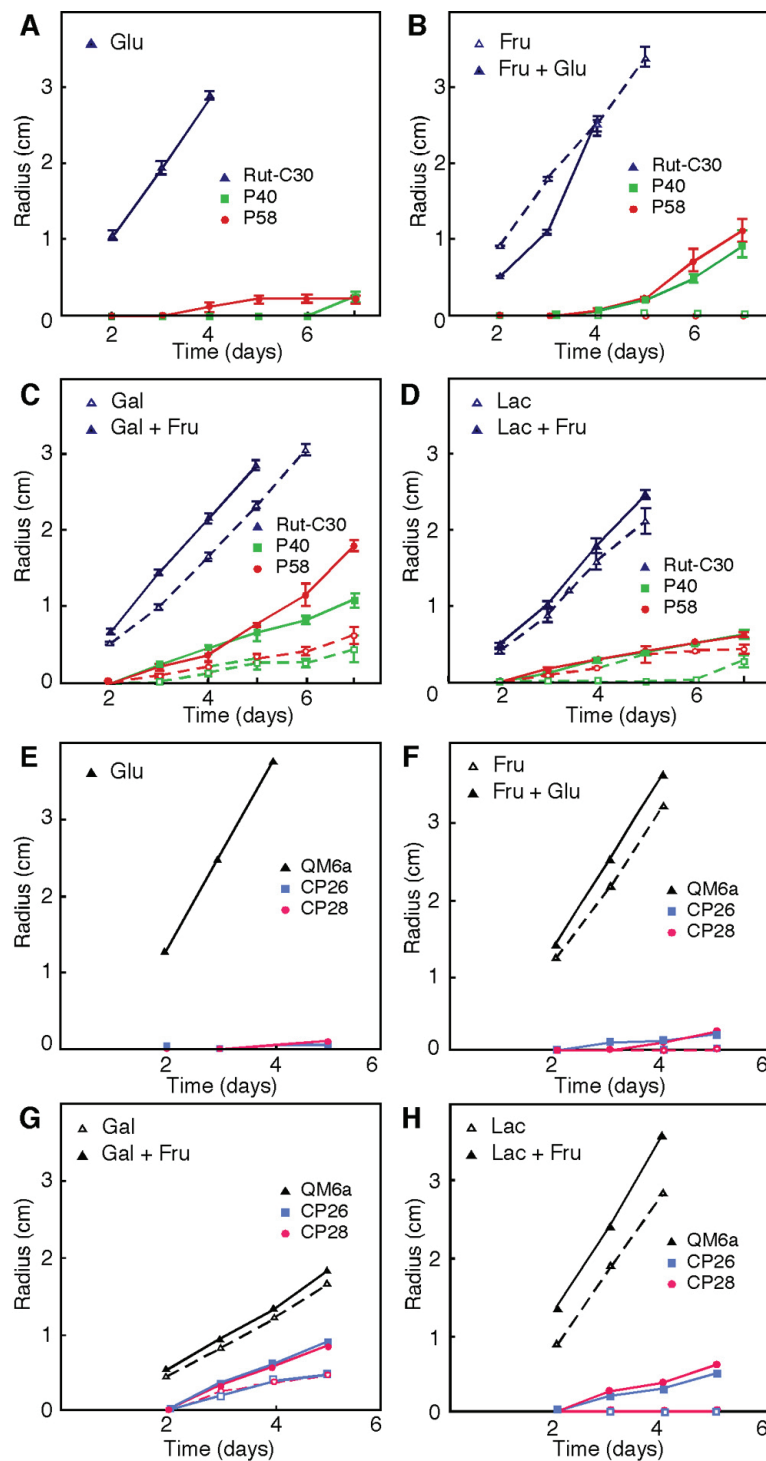 A
Glu
Radius (cm)
3
2
1
0
Rut-C30
P40
P58
2
4
6
Time (days)
B
Fru
Fru + Glu
Radius (cm)
3
2
1
0
Rut-C30
P40
P58
2
4
6
Time (days)
C
Gal
Gal + Fru
Radius (cm)
3
2
1
0
Rut-C30
P40
P58
2
4
6
Time (days)
D
Lac
Lac + Fru
Radius (cm)
3
2
1
0
Rut-C30
P40
P58
2
4
6
Time (days)
E
Glu
Radius (cm)
3
2
1
0
QM6a
CP26
CP28
2
4
6
Time (days)
F
Fru
Fru + Glu
Radius (cm)
3
2
1
0
QM6a
CP26
CP28
2
4
6
Time (days)
G
Gal
Gal + Fru
Radius (cm)
3
2
1
0
QM6a
CP26
CP28
2
4
6
Time (days)
H
Lac
Lac + Fru
Radius (cm)
3
2
1
0
QM6a
CP26
CP28
2
4
6
Time (days)